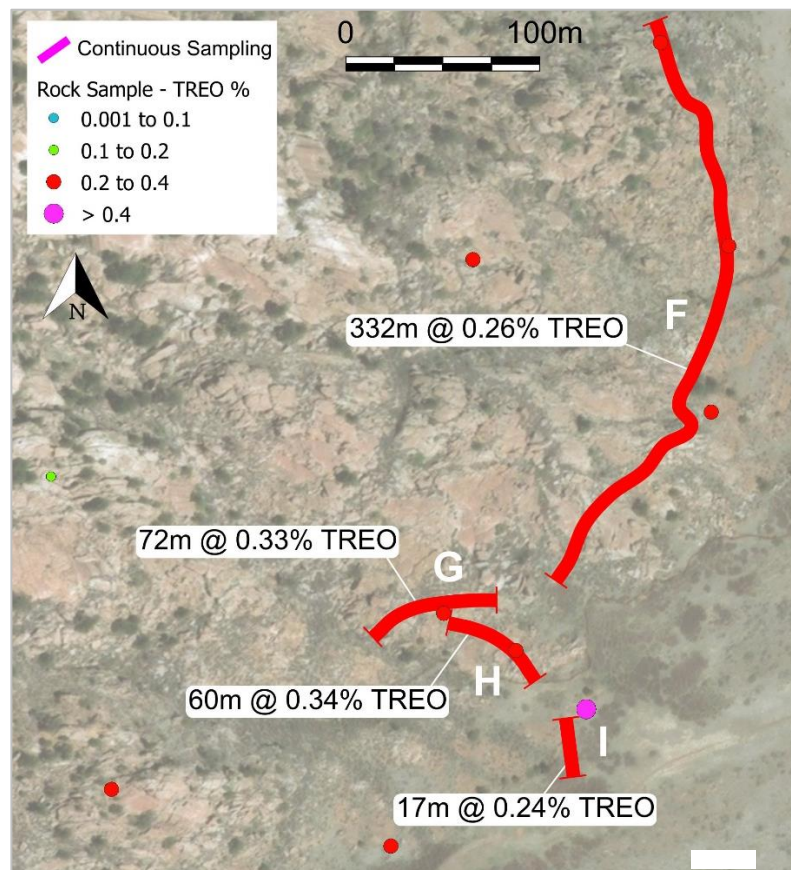 Continuous Sampling
0 100m
Rock Sample - TREO %
0.001 to 0.1
0.1 to 0.2
0.2 to 0.4
> 0.4
N
F
332m @ 0.26% TREO
72m @ 0.33% TREO
G
H
60m @ 0.34% TREO
I
17m @ 0.24% TREO